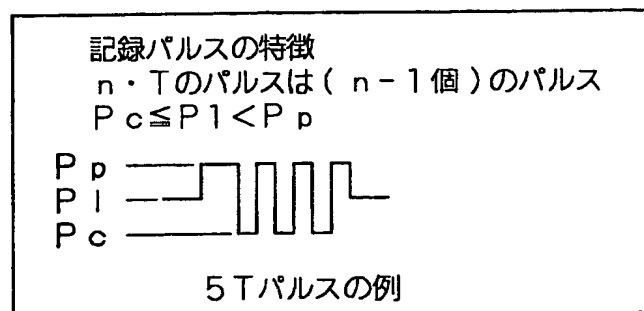 記録パルスの特徴
n・Tのパルスは(n-1個)のパルス
Pc≦Pl<Pp
Pp
Pl
Pc
5Tパルスの例